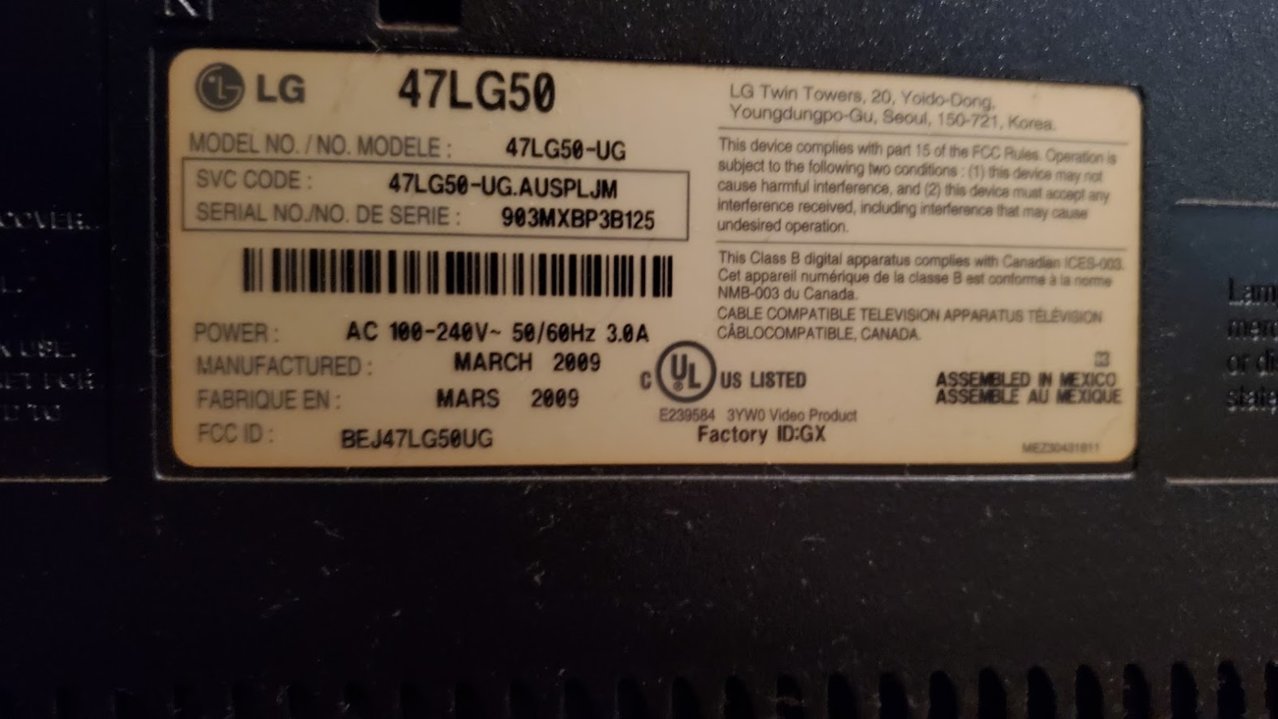 COVER.
LG
47LG50
MODEL NO. / NO. MODELE : 47LG50-UG
SVC CODE : 47LG50-UG.AUSPLJM
SERIAL NO./NO. DE SERIE : 903MXBP3B125
POWER : AC 100-240V~ 50/60Hz 3.0A
MANUFACTURED : MARCH 2009
FABRIQUE EN : MARS 2009
FCC ID : BEJ47LG50UG
LG Twin Towers, 20, Yoido-Dong,
Youngdungpo-Gu, Seoul, 150-721, Korea.
This device complies with part 15 of the FCC Rules. Operation is
subject to the following two conditions : (1) this device may not
cause harmful interference, and (2) this device must accept any
interference received, including interference that may cause
undesired operation.
This Class B digital apparatus complies with Canadian ICES-003.
Cet appareil numérique de la classe B est conforme à la norme
NMB-003 du Canada.
CABLE COMPATIBLE TELEVISION APPARATUS TÉLÉVISION
CÂBLOCOMPATIBLE, CANADA.
C UL US LISTED
E239584 3YW0 Video Product
Factory ID:GX
ASSEMBLED IN MEXICO
ASSEMBLE AU MEXIQUE
MEZ30431811